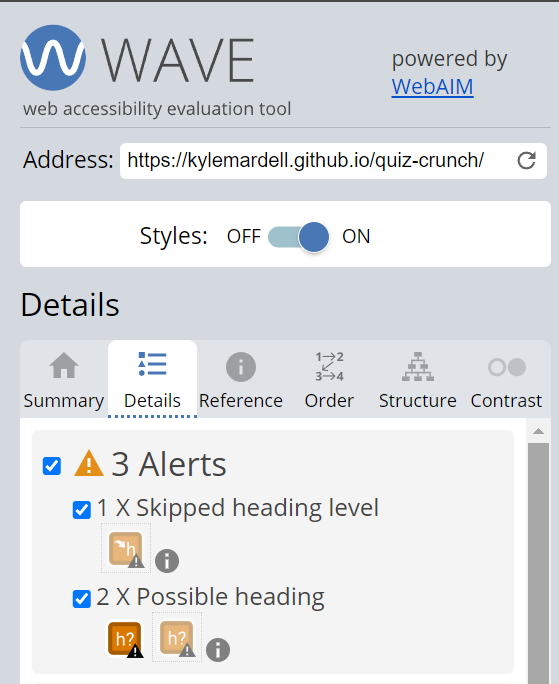 WAVE
powered by
WebAIM
web accessibility evaluation tool
Address: https://kylemardell.github.io/quiz-crunch/
Styles: OFF ON
Details
1 2
3 4
Summary Details Reference Order Structure Contrast
3 Alerts
1 X Skipped heading level
h
2 X Possible heading
h? h?